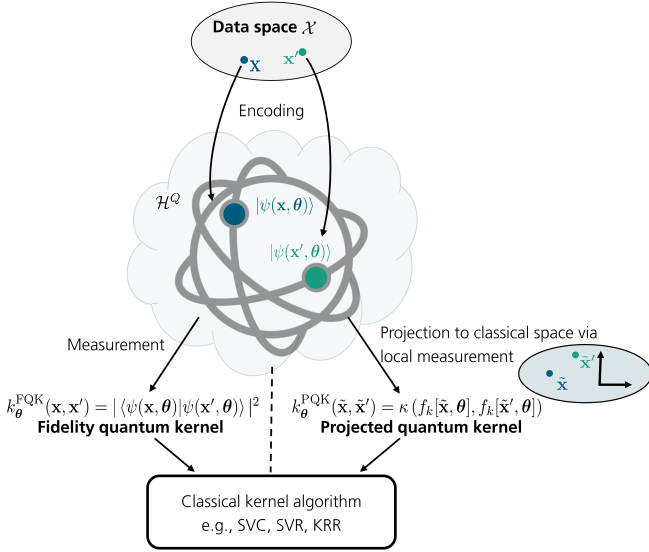 Data space 𝒳
x
x′
Encoding
ℋ^Q
|ψ(x, θ)⟩
|ψ(x′, θ)⟩
Measurement
Projection to classical space via
local measurement
x̃′
x̃
k_θ^FQK(x, x′) = | ⟨ψ(x, θ)|ψ(x′, θ)⟩ |²
Fidelity quantum kernel
k_θ^PQK(x̃, x̃′) = κ (f_k[x̃, θ], f_k[x̃′, θ])
Projected quantum kernel
Classical kernel algorithm
e.g., SVC, SVR, KRR